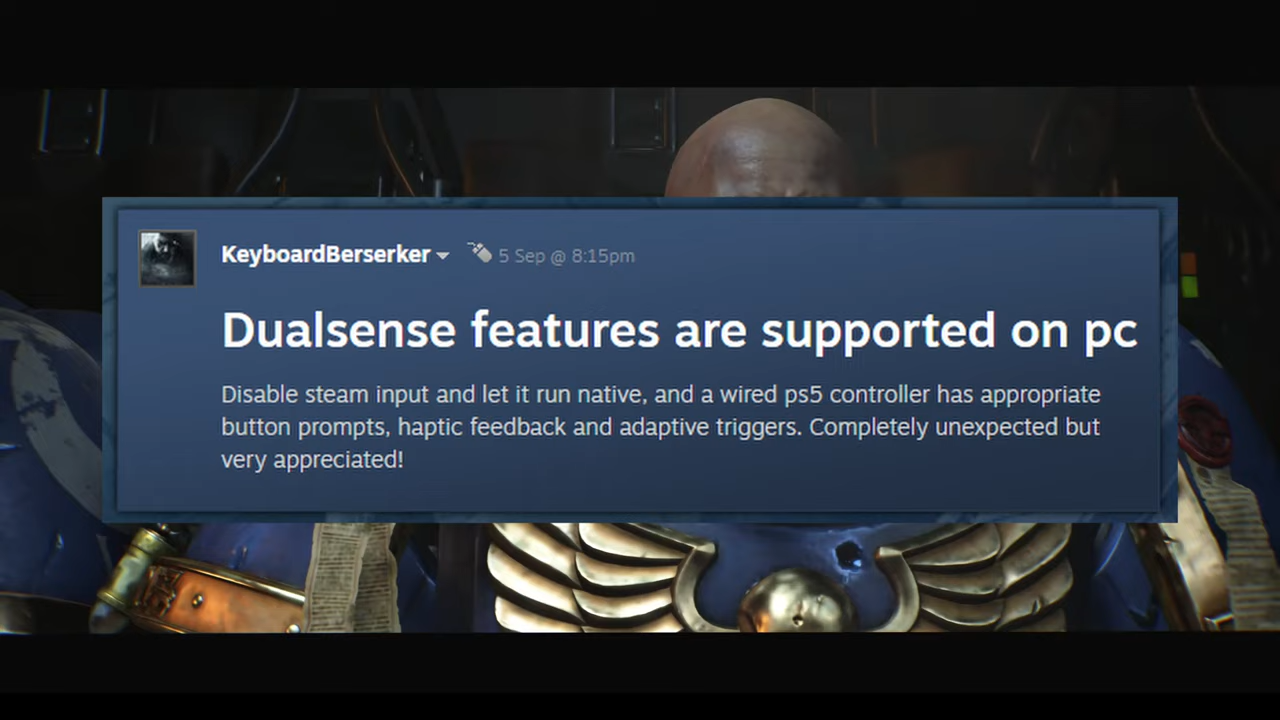 KeyboardBerserker 5 Sep @ 8:15pm
Dualsense features are supported on pc
Disable steam input and let it run native, and a wired ps5 controller has appropriate
button prompts, haptic feedback and adaptive triggers. Completely unexpected but
very appreciated!